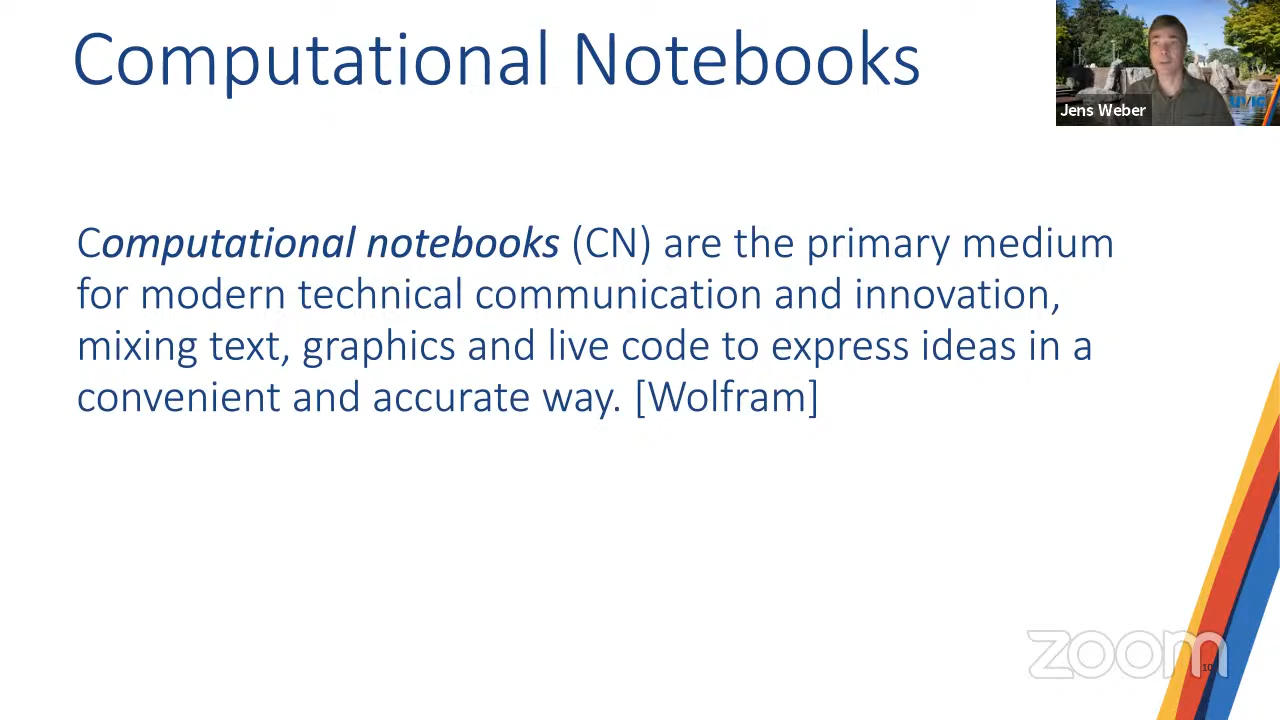 Computational Notebooks
Jens Weber
Computational notebooks (CN) are the primary medium
for modern technical communication and innovation,
mixing text, graphics and live code to express ideas in a
convenient and accurate way. [Wolfram]
zoom
10